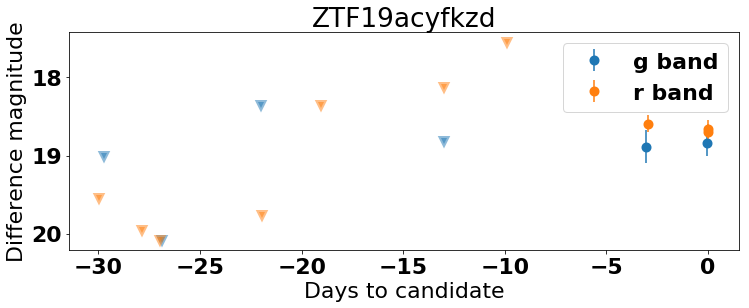 ZTF19acyfkzd
Difference magnitude
18
19
20
g band
r band
−30
−25
−20
−15
−10
−5
0
Days to candidate